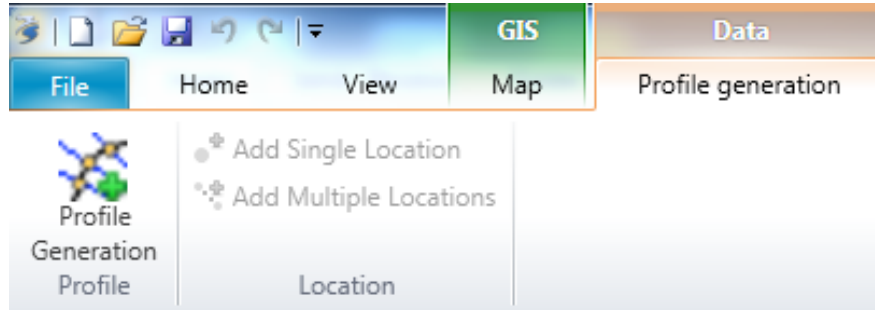 GIS
Data
File
Home
View
Map
Profile generation
Profile
Generation
Add Single Location
Add Multiple Locations
Profile
Location